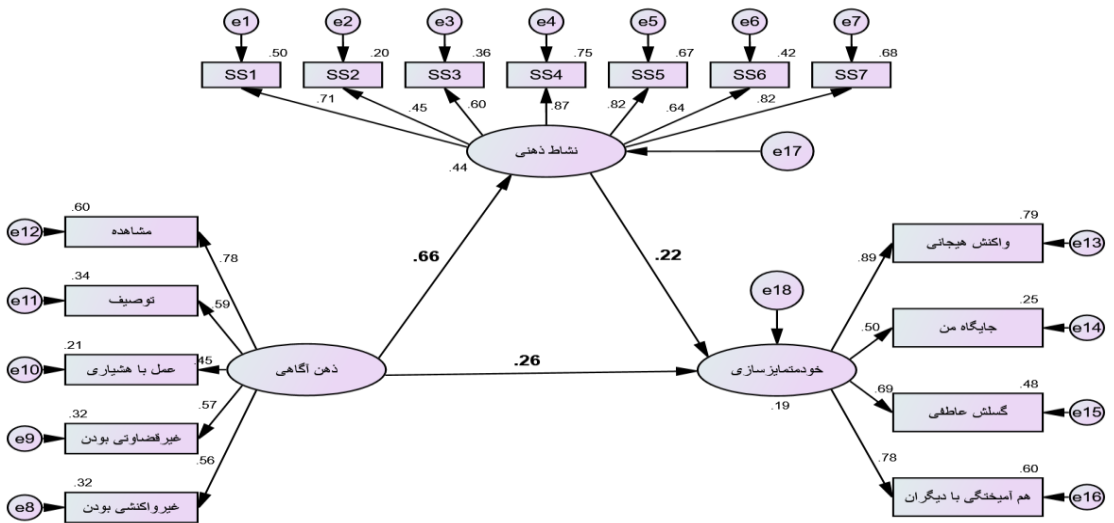 e1 e2 e3 e4 e5 e6 e7
.50 .20 .36 .75 .67 .42 .68
SS1 SS2 SS3 SS4 SS5 SS6 SS7
.71 .45 .60 .87 .82 .64 .82
نشاط ذهنی
.44
e17
.66
.22
.26
e12
.60
مشاهده
.78
e11
.34
توصیف
.59
e10
.21
عمل با هشیاری
.45
e9
.32
غیرقضاوتی بودن
.57
e8
.32
غیرواکنشی بودن
.56
ذهن آگاهی
e18
خودمتمایزسازی
.19
.79
واکنش هیجانی
e13
.89
.25
جایگاه من
e14
.50
.48
گسلش عاطفی
e15
.69
.60
هم آمیختگی با دیگران
e16
.78